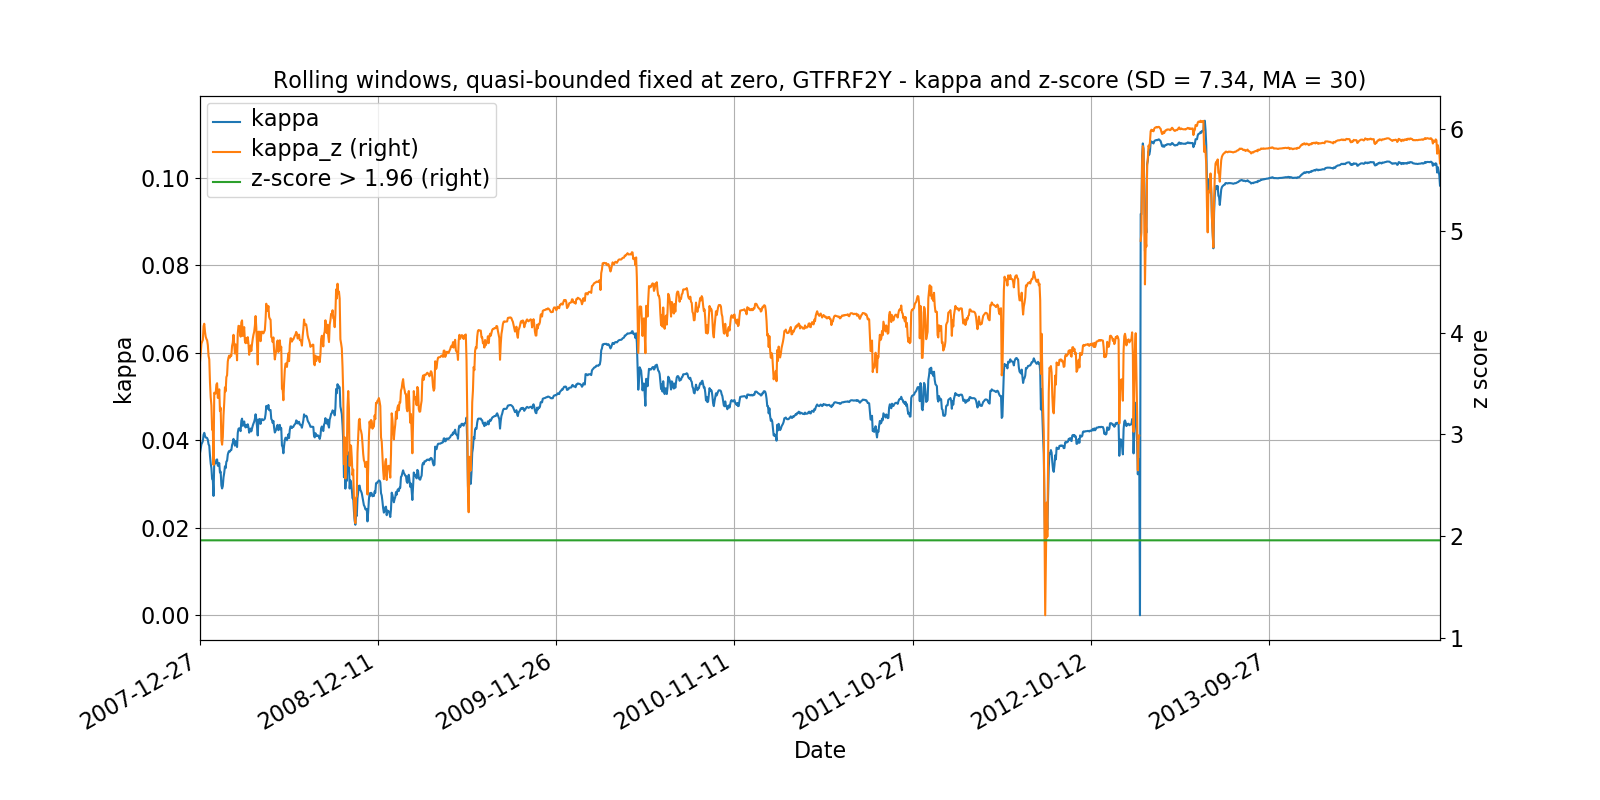 Rolling windows, quasi-bounded fixed at zero, GTFRF2Y - kappa and z-score (SD = 7.34, MA = 30)
kappa
kappa_z (right)
z-score > 1.96 (right)
0.10
0.08
0.06
0.04
0.02
0.00
kappa
6
5
4
3
2
1
z score
2007-12-27
2008-12-11
2009-11-26
2010-11-11
2011-10-27
2012-10-12
2013-09-27
Date